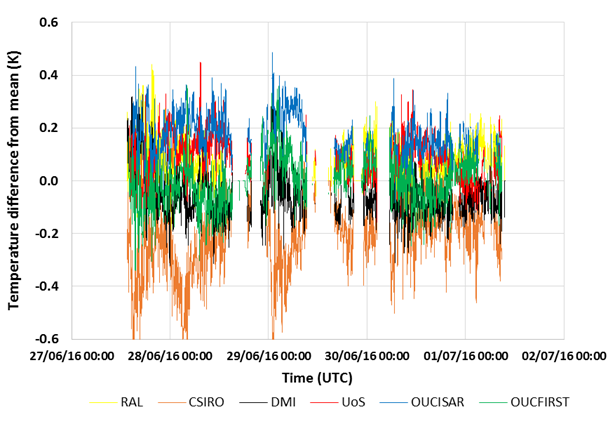 Temperature difference from mean (K)
0.6
0.4
0.2
0.0
-0.2
-0.4
-0.6
27/06/16 00:00 28/06/16 00:00 29/06/16 00:00 30/06/16 00:00 01/07/16 00:00 02/07/16 00:00
Time (UTC)
RAL CSIRO DMI UoS OUCISAR OUCFIRST